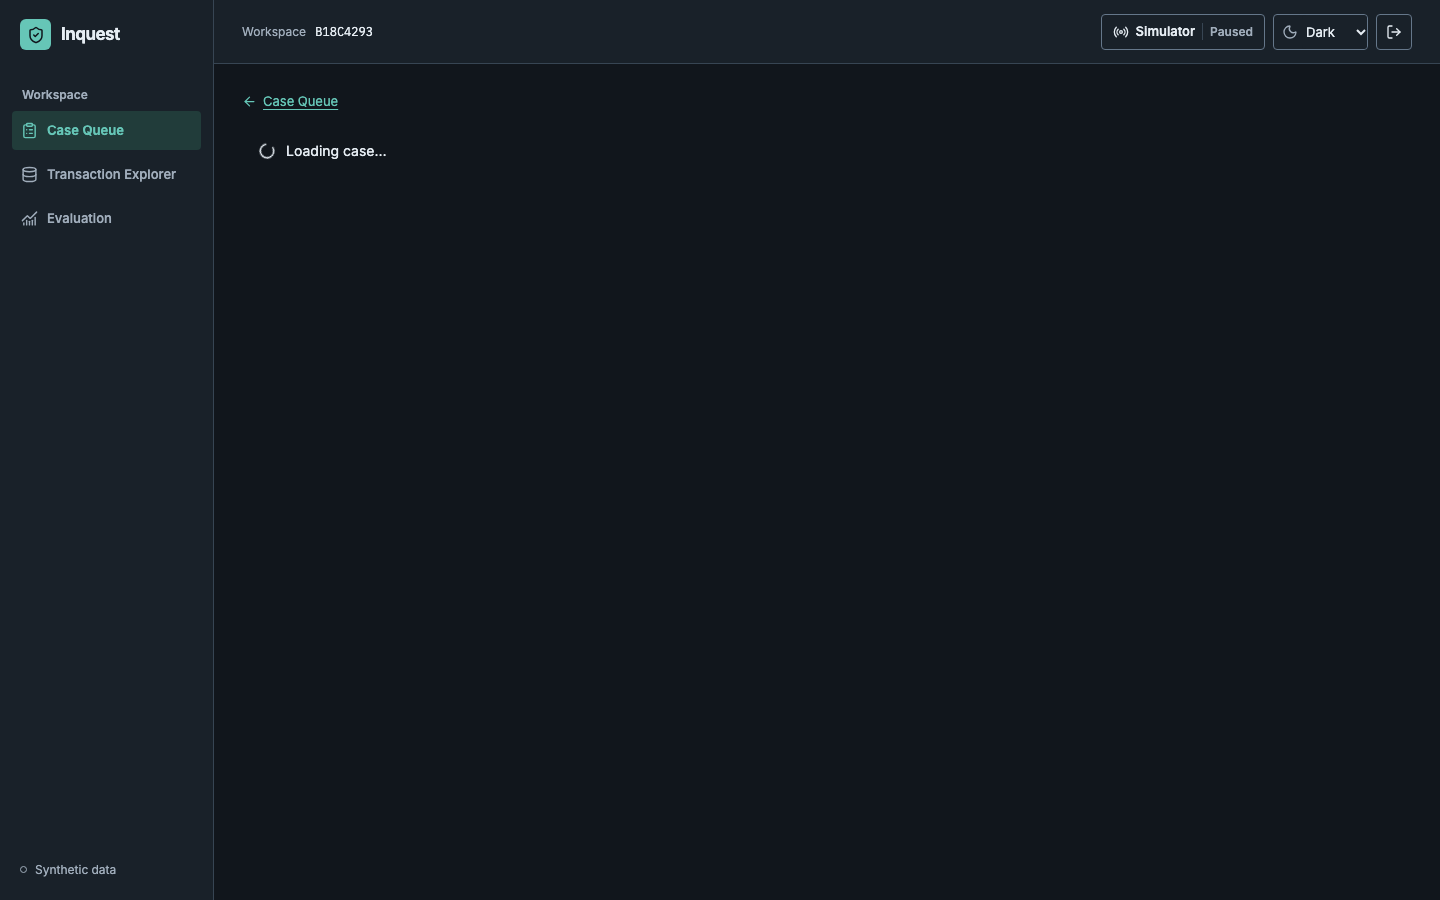 Inquest
Workspace
Case Queue
Transaction Explorer
Evaluation
Synthetic data
Workspace B18C4293
Simulator Paused
Dark
Case Queue
Loading case...